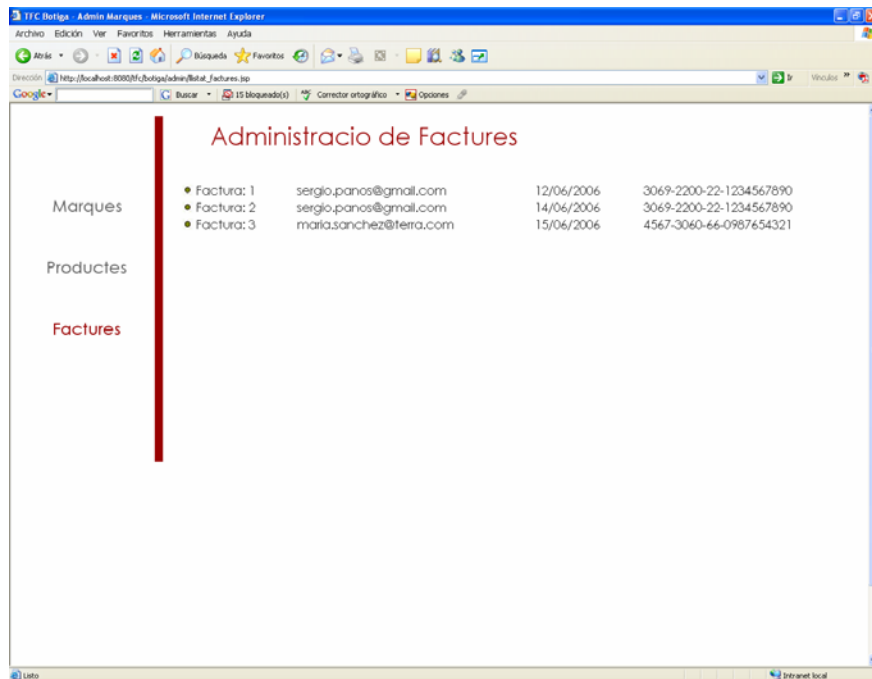 TFC Botiga - Admin Marques - Microsoft Internet Explorer
Archivo Edición Ver Favoritos Herramientas Ayuda
Atrás Búsqueda Favoritos
Dirección http://localhost:8080/tfc/botiga/admin/llistat_factures.jsp Ir Vínculos »
Google Buscar 15 bloqueado(s) Corrector ortográfico Opciones
Administracio de Factures
Factura: 1 sergio.panos@gmail.com 12/06/2006 3069-2200-22-1234567890
Marques Factura: 2 sergio.panos@gmail.com 14/06/2006 3069-2200-22-1234567890
Factura: 3 maria.sanchez@terra.com 15/06/2006 4567-3060-66-0987654321
Productes
Factures
Listo Intranet local